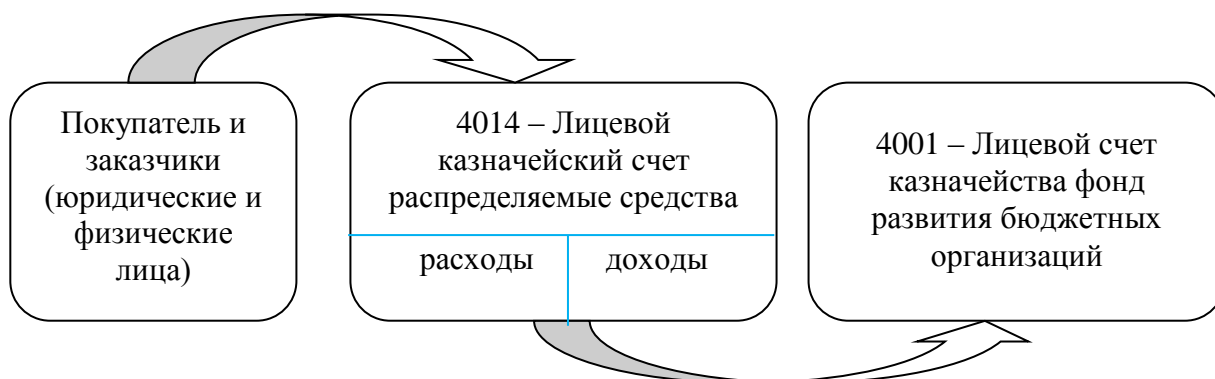 Покупатель и
заказчики
(юридические и
физические
лица)
4014 – Лицевой
казначейский счет
распределяемые средства
расходы
доходы
4001 – Лицевой счет
казначейства фонд
развития бюджетных
организаций